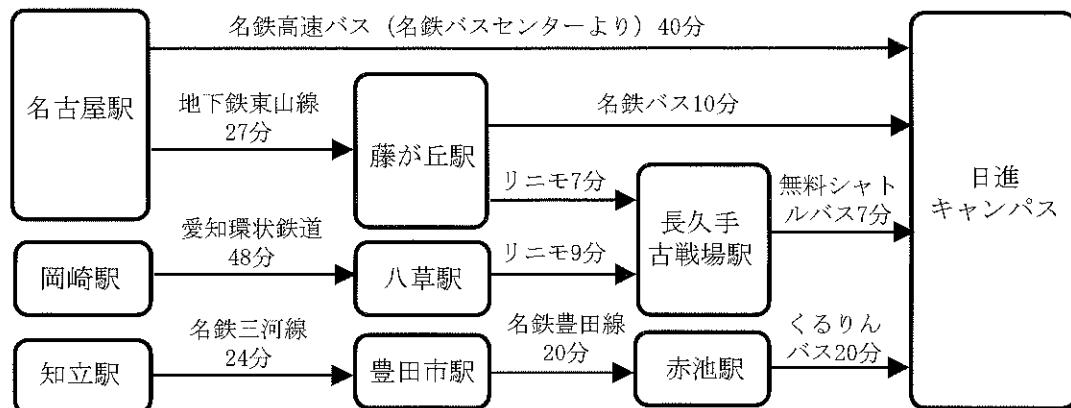 名鉄高速バス（名鉄バスセンターより）40分
名古屋駅
地下鉄東山線
27分
藤が丘駅
名鉄バス10分
リニモ7分
長久手
古戦場駅
無料シャト
ルバス7分
日進
キャンパス
岡崎駅
愛知環状鉄道
48分
八草駅
リニモ9分
知立駅
名鉄三河線
24分
豊田市駅
名鉄豊田線
20分
赤池駅
くるりん
バス20分